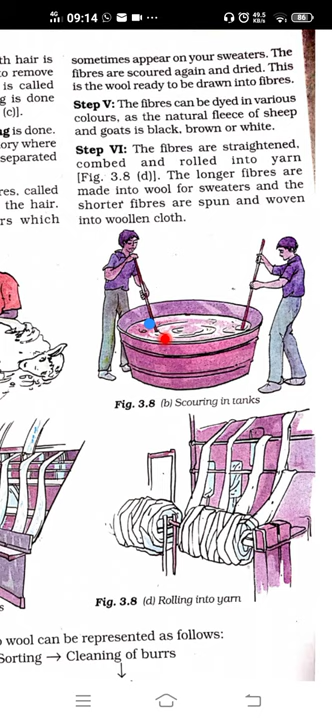 4G 09:14 49.5 KB/s 86
th hair is
to remove
is called
g is done
(c)].
ng is done.
ory where
separated
res, called
the hair.
rs which
sometimes appear on your sweaters. The
fibres are scoured again and dried. This
is the wool ready to be drawn into fibres.
Step V: The fibres can be dyed in various
colours, as the natural fleece of sheep
and goats is black, brown or white.
Step VI: The fibres are straightened,
combed and rolled into yarn
[Fig. 3.8 (d)]. The longer fibres are
made into wool for sweaters and the
shorter fibres are spun and woven
into woollen cloth.
Fig. 3.8 (b) Scouring in tanks
s
Fig. 3.8 (d) Rolling into yarn
wool can be represented as follows:
Sorting → Cleaning of burrs
↓